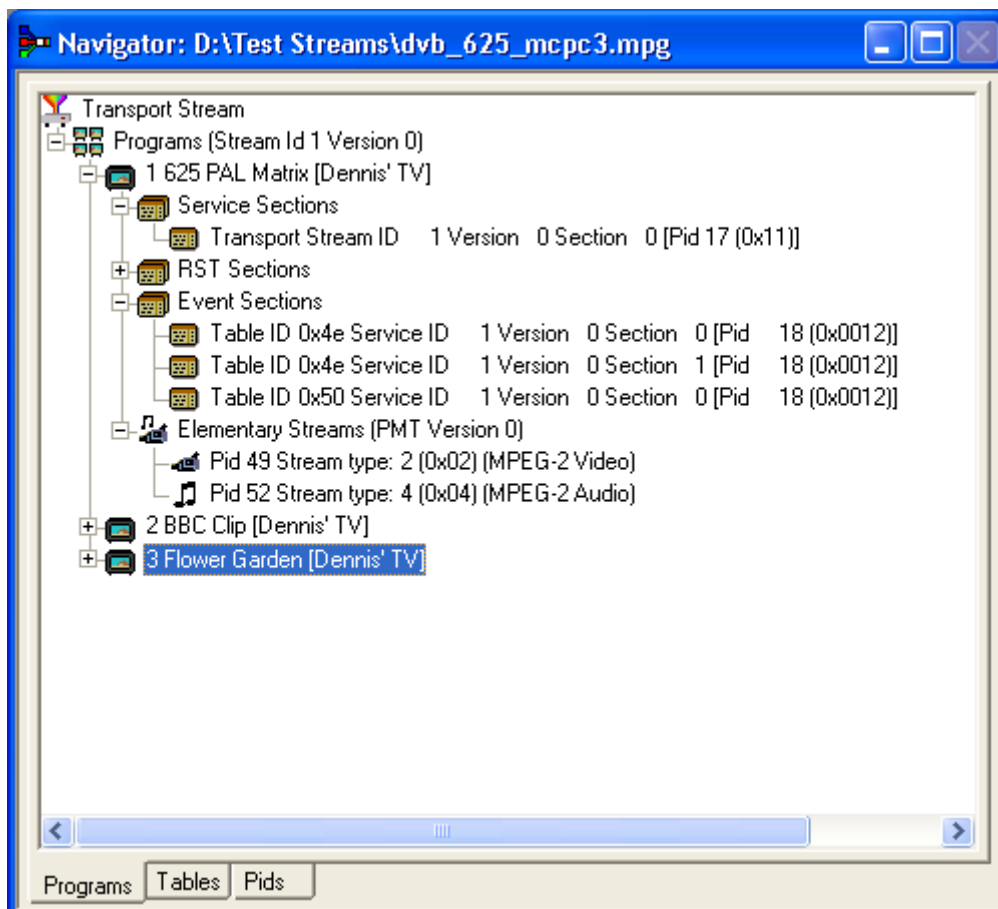 Navigator: D:\Test Streams\dvb_625_mcpc3.mpg
Transport Stream
Programs (Stream Id 1 Version 0)
1 625 PAL Matrix [Dennis' TV]
Service Sections
Transport Stream ID 1 Version 0 Section 0 [Pid 17 (0x11)]
RST Sections
Event Sections
Table ID 0x4e Service ID 1 Version 0 Section 0 [Pid 18 (0x0012)]
Table ID 0x4e Service ID 1 Version 0 Section 1 [Pid 18 (0x0012)]
Table ID 0x50 Service ID 1 Version 0 Section 0 [Pid 18 (0x0012)]
Elementary Streams (PMT Version 0)
Pid 49 Stream type: 2 (0x02) (MPEG-2 Video)
Pid 52 Stream type: 4 (0x04) (MPEG-2 Audio)
2 BBC Clip [Dennis' TV]
3 Flower Garden [Dennis' TV]
Programs Tables Pids